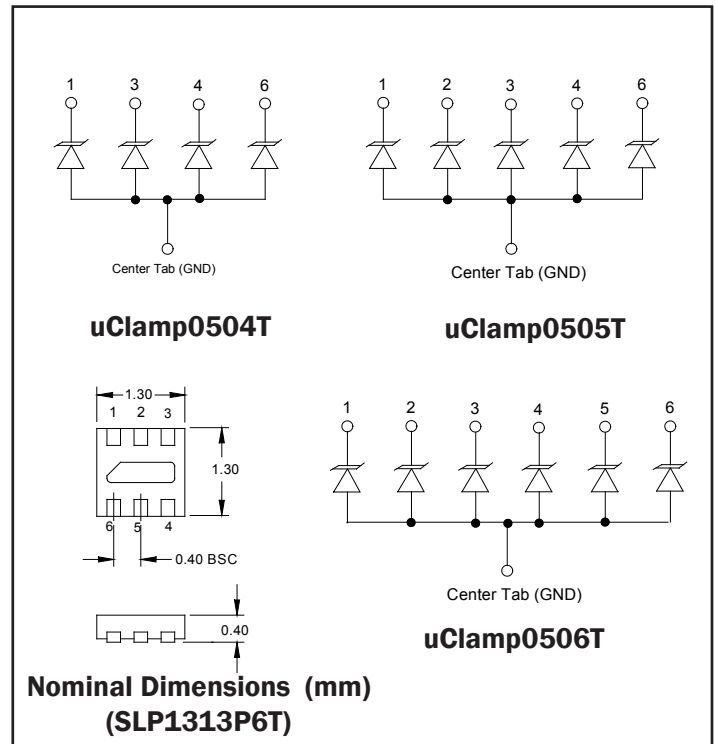 1 3 4 6
Center Tab (GND)
uClamp0504T
1 2 3 4 6
Center Tab (GND)
uClamp0505T
1.30
1 2 3
1.30
6 5 4
0.40 BSC
0.40
Nominal Dimensions (mm)
(SLP1313P6T)
1 2 3 4 5 6
Center Tab (GND)
uClamp0506T